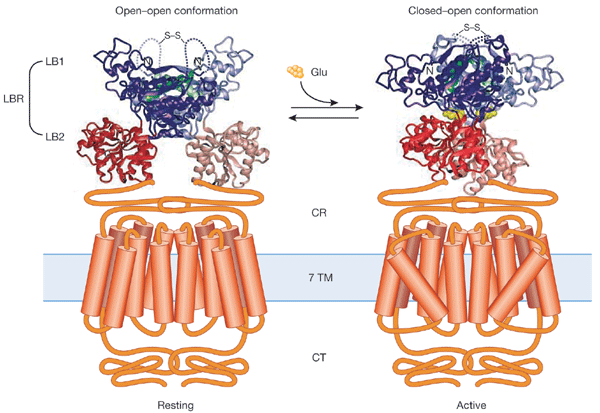 Open–open conformation
Closed–open conformation
S–S
S–S
LB1
N
N
N
N
Glu
LBR
LB2
CR
7 TM
CT
Resting
Active